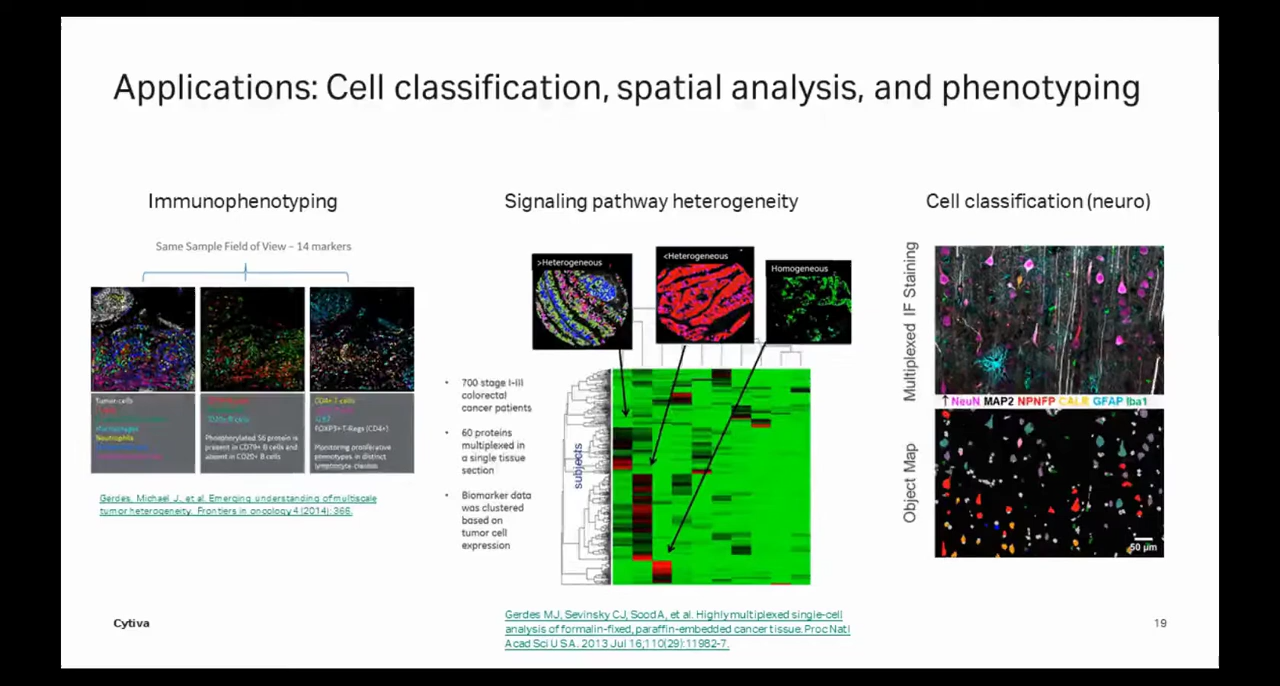 Applications: Cell classification, spatial analysis, and phenotyping
Immunophenotyping
Same Sample Field of View – 14 markers
Tumor cells
Macrophages
Neutrophils
Phosphorylated S6 protein is
present in CD79+ B cells and
absent in CD20+ B cells
CD4+ T-cells
FOXP3+ T-Regs (CD4+)
Monitoring proliferative
phenotypes in distinct
lymphocyte classes
Gerdes, Michael J., et al. Emerging understanding of multiscale
tumor heterogeneity. Frontiers in oncology 4 (2014): 366.
Signaling pathway heterogeneity
>Heterogeneous
<Heterogeneous
Homogeneous
• 700 stage I-III
colorectal
cancer patients
• 60 proteins
multiplexed in
a single tissue
section
• Biomarker data
was clustered
based on
tumor cell
expression
subjects
Gerdes MJ, Sevinsky CJ, Sood A, et al. Highly multiplexed single-cell
analysis of formalin-fixed, paraffin-embedded cancer tissue. Proc Natl
Acad Sci U S A. 2013 Jul 16;110(29):11982-7.
Cell classification (neuro)
Multiplexed IF Staining
↑NeuN MAP2 NPNFP CALR GFAP Iba1
Object Map
50 µm
Cytiva
19